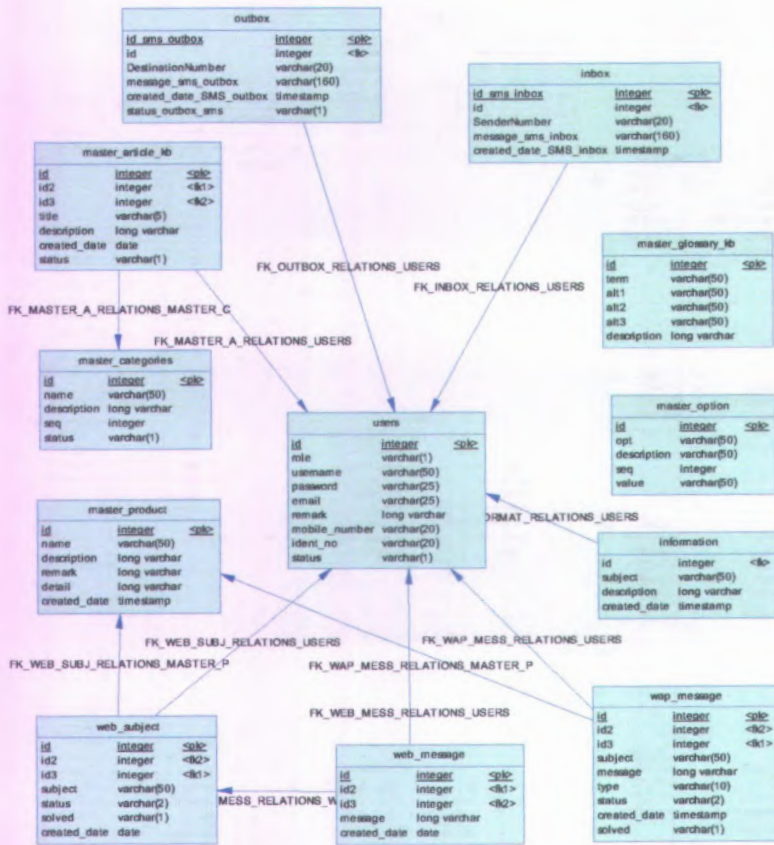 outbox
id_sms_outbox integer <pk>
id integer <fk>
DestinationNumber varchar(20)
message_sms_outbox varchar(160)
created_date_SMS_outbox timestamp
status_outbox_sms varchar(1)
inbox
id_sms_inbox integer <pk>
id integer <fk>
SenderNumber varchar(20)
message_sms_inbox varchar(160)
created_date_SMS_inbox timestamp
master_article_kb
id integer <pk>
id2 integer <fk1>
id3 integer <fk2>
title varchar(5)
description long varchar
created_date date
status varchar(1)
FK_OUTBOX_RELATIONS_USERS
FK_INBOX_RELATIONS_USERS
master_glossary_kb
id integer <pk>
term varchar(50)
alt1 varchar(50)
alt2 varchar(50)
alt3 varchar(50)
description long varchar
FK_MASTER_A_RELATIONS_MASTER_C
FK_MASTER_A_RELATIONS_USERS
master_categories
id integer <pk>
name varchar(50)
description long varchar
seq integer
status varchar(1)
users
id integer <pk>
role varchar(1)
username varchar(50)
password varchar(25)
email varchar(25)
remark long varchar
mobile_number varchar(20)
ident_no varchar(20)
status varchar(1)
master_option
id integer <pk>
opt varchar(50)
description varchar(50)
seq integer
value varchar(50)
master_product
id integer <pk>
name varchar(50)
description long varchar
remark long varchar
detail long varchar
created_date timestamp
ORMAT_RELATIONS_USERS
information
id integer <fk>
subject varchar(50)
description long varchar
created_date timestamp
FK_WEB_SUBJ_RELATIONS_USERS
FK_WAP_MESS_RELATIONS_USERS
FK_WEB_SUBJ_RELATIONS_MASTER_P
FK_WAP_MESS_RELATIONS_MASTER_P
FK_WEB_MESS_RELATIONS_USERS
web_subject
id integer <pk>
id2 integer <fk2>
id3 integer <fk1>
subject varchar(50)
status varchar(2)
solved varchar(1)
created_date date
MESS_RELATIONS_W
web_message
id integer <pk>
id2 integer <fk1>
id3 integer <fk2>
message long varchar
created_date date
wap_message
id integer <pk>
id2 integer <fk2>
id3 integer <fk1>
subject varchar(50)
message long varchar
type varchar(10)
status varchar(2)
created_date timestamp
solved varchar(1)